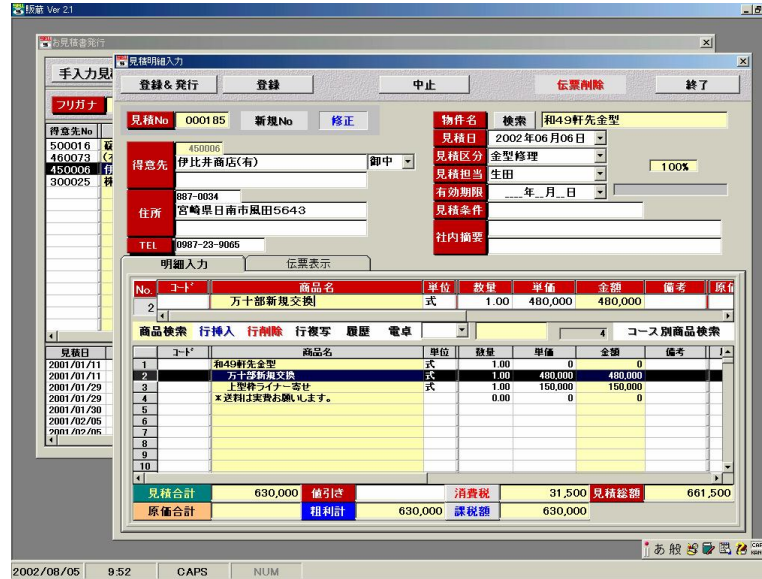 販蔵 Ver 2.1
お見積書発行
手入力見
フリガナ
得意先No
500016
460073
450006
300025
見積日
2001/01/11
2001/01/11
2001/01/29
2001/01/29
2001/01/30
2001/02/05
2001/02/05
見積明細入力
登録&発行 登録 中止 伝票削除 終了
見積No 000185 新規No 修正
得意先 450006
伊比井商店(有) 御中
住所 887-0034
宮崎県日南市風田5643
TEL 0987-23-9065
物件名 検索 和49軒先金型
見積日 2002年06月06日
見積区分 金型修理
見積担当 生田
100%
有効期限 ____年__月__日
見積条件
社内摘要
明細入力 伝票表示
No. コード 商品名 単位 数量 単価 金額 備考 原価
2 万十部新規交換 式 1.00 480,000 480,000
商品検索 行挿入 行削除 行複写 履歴 電卓 4 コース別商品検索
コード 商品名 単位 数量 単価 金額 備考
1 和49軒先金型 式 1.00 0 0
2 万十部新規交換 式 1.00 480,000 480,000
3 上型枠ライナー寄せ 式 1.00 150,000 150,000
4 *送料は実費お願いします。 0.00 0 0
5
6
7
8
9
10
見積合計 630,000 値引き 消費税 31,500 見積総額 661,500
原価合計 粗利計 630,000 課税額 630,000
あ 般 CAPS
2002/08/05 9:52 CAPS NUM